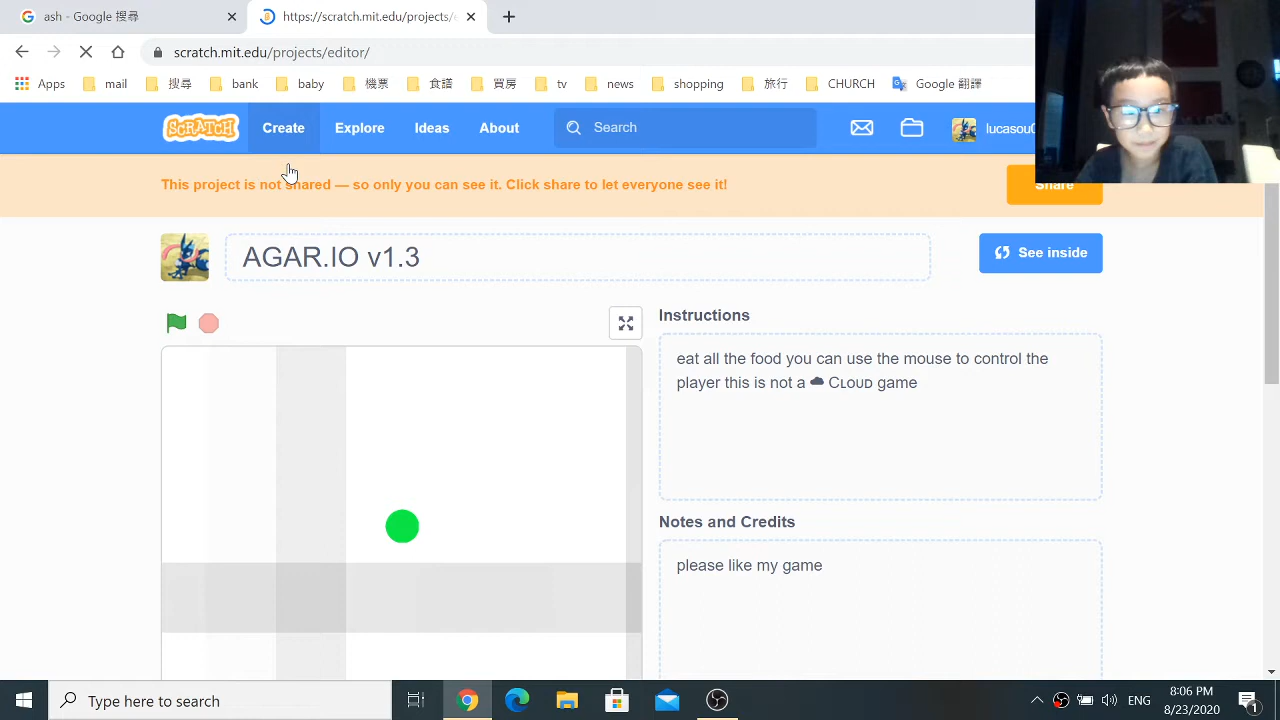 ash - Google 搜尋
https://scratch.mit.edu/projects/e
scratch.mit.edu/projects/editor/
Apps mail 搜尋 bank baby 機票 食譜 買房 tv news shopping 旅行 CHURCH Google 翻譯
SCRATCH Create Explore Ideas About Search lucasou0
This project is not shared — so only you can see it. Click share to let everyone see it! Share
AGAR.IO v1.3 See inside
Instructions
eat all the food you can use the mouse to control the
player this is not a ☁ Cʟᴏᴜᴅ game
Notes and Credits
please like my game
Type here to search
ENG
8:06 PM
8/23/2020
1